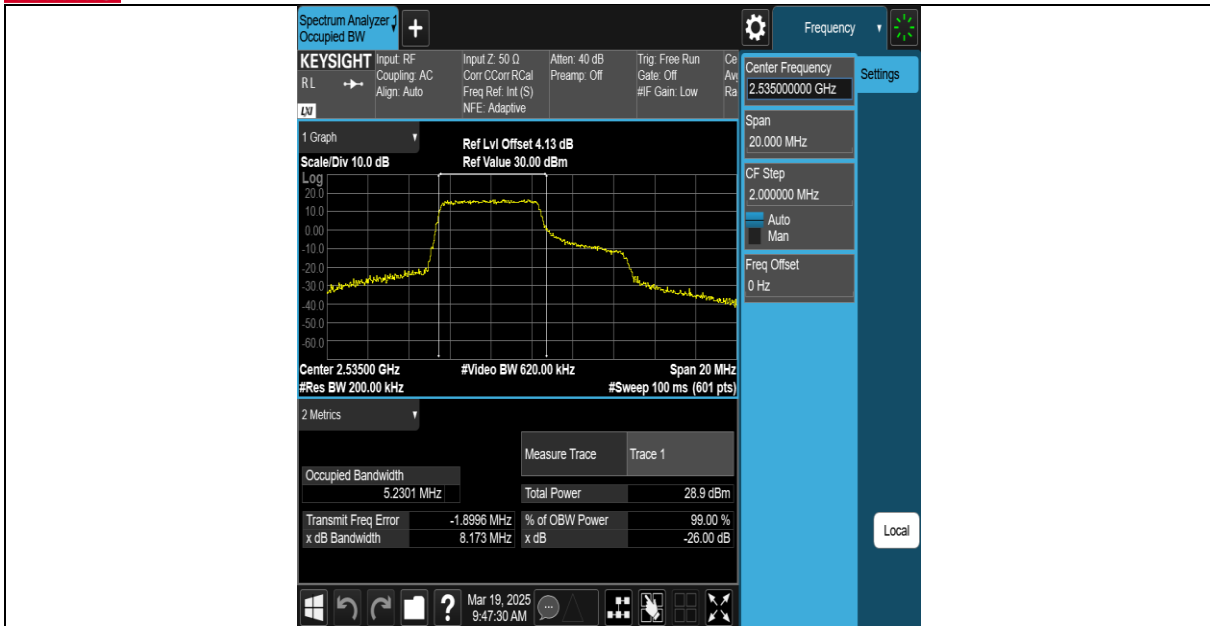 Spectrum Analyzer 1
Occupied BW
Frequency
KEYSIGHT
RL
LXI
Input: RF
Coupling: AC
Align: Auto
Input Z: 50 Ω
Corr CCorr RCal
Freq Ref: Int (S)
NFE: Adaptive
Atten: 40 dB
Preamp: Off
Trig: Free Run
Gate: Off
#IF Gain: Low
Ce
Avg
Ra
Center Frequency
2.535000000 GHz
Settings
Span
20.000 MHz
CF Step
2.000000 MHz
Auto
Man
Freq Offset
0 Hz
1 Graph
Scale/Div 10.0 dB
Ref Lvl Offset 4.13 dB
Ref Value 30.00 dBm
Log
20.0
10.0
0.00
-10.0
-20.0
-30.0
-40.0
-50.0
-60.0
Center 2.53500 GHz
#Res BW 200.00 kHz
#Video BW 620.00 kHz
Span 20 MHz
#Sweep 100 ms (601 pts)
2 Metrics
Measure Trace Trace 1
Occupied Bandwidth
5.2301 MHz
Total Power 28.9 dBm
Transmit Freq Error -1.8996 MHz % of OBW Power 99.00 %
x dB Bandwidth 8.173 MHz x dB -26.00 dB
Local
Mar 19, 2025
9:47:30 AM